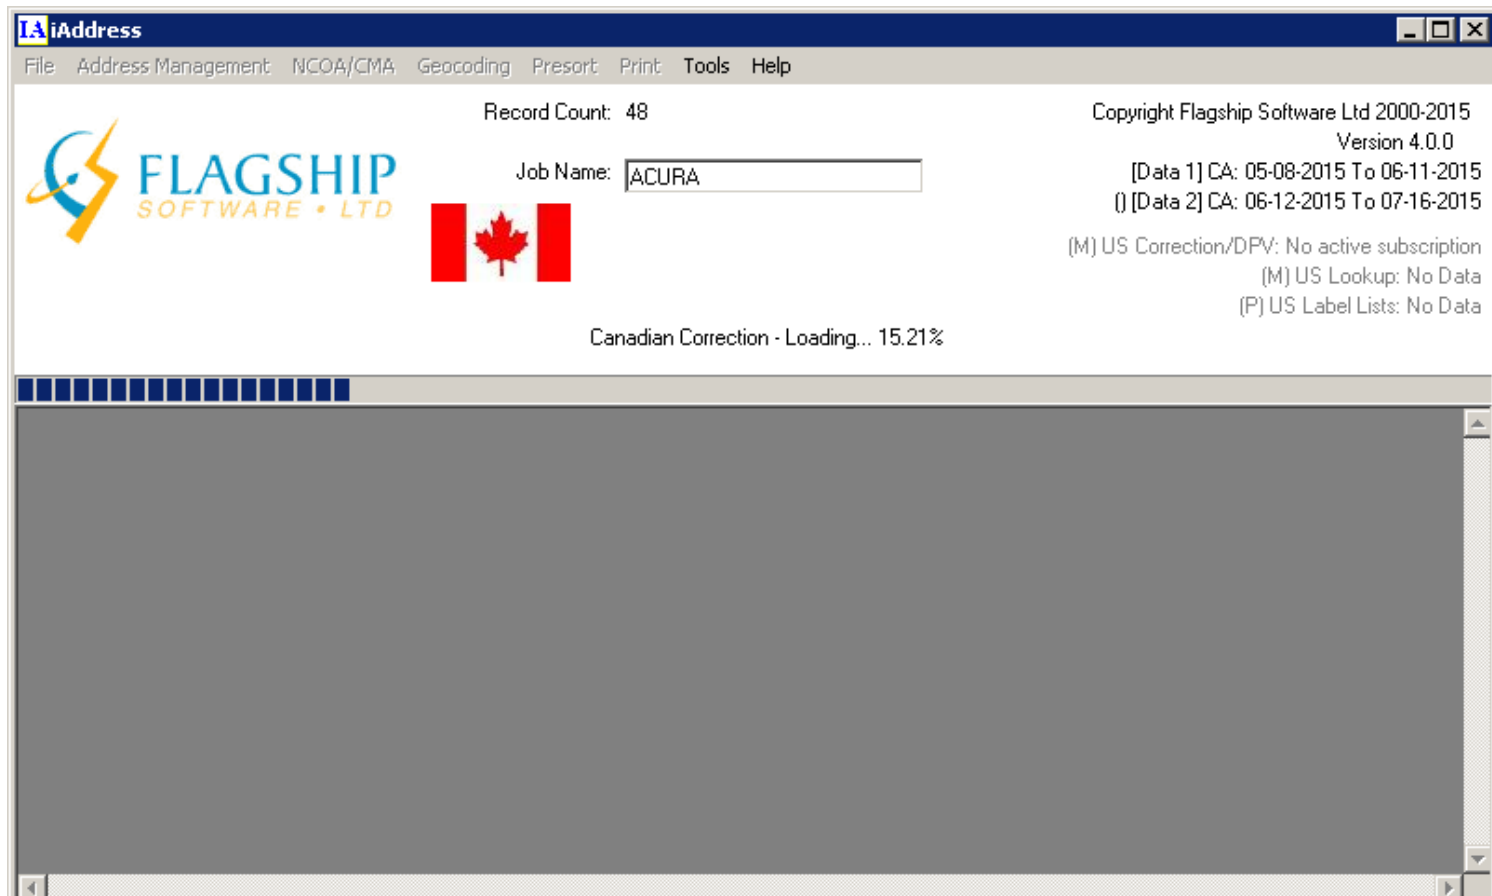 IA iAddress
File Address Management NCOA/CMA Geocoding Presort Print Tools Help
Record Count: 48
Copyright Flagship Software Ltd 2000-2015
Version 4.0.0
FLAGSHIP
SOFTWARE • LTD
Job Name: ACURA
[Data 1] CA: 05-08-2015 To 06-11-2015
() [Data 2] CA: 06-12-2015 To 07-16-2015
(M) US Correction/DPV: No active subscription
(M) US Lookup: No Data
(P) US Label Lists: No Data
Canadian Correction - Loading... 15.21%